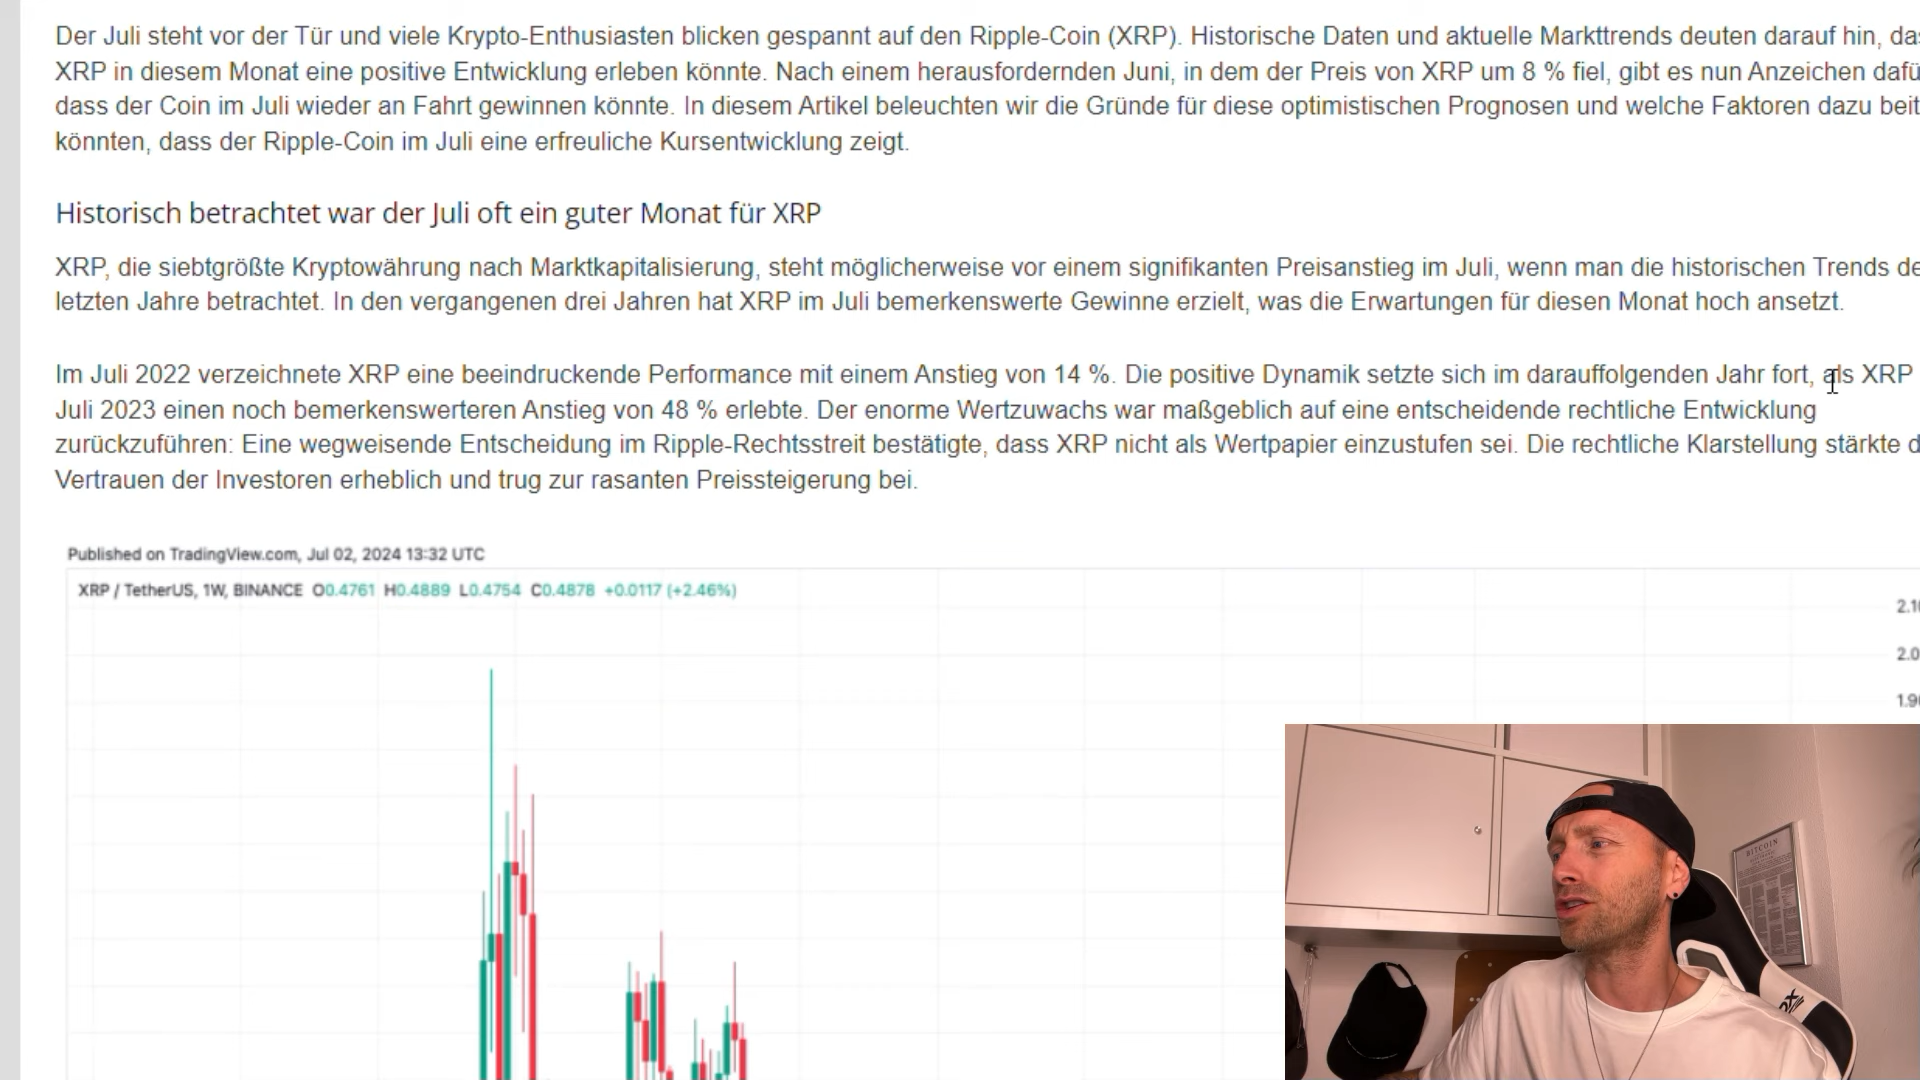 Der Juli steht vor der Tür und viele Krypto-Enthusiasten blicken gespannt auf den Ripple-Coin (XRP). Historische Daten und aktuelle Markttrends deuten darauf hin,
XRP in diesem Monat eine positive Entwicklung erleben könnte. Nach einem herausfordernden Juni, in dem der Preis von XRP um 8 % fiel, gibt es nun Anzeichen
dass der Coin im Juli wieder an Fahrt gewinnen könnte. In diesem Artikel beleuchten wir die Gründe für diese optimistischen Prognosen und welche Faktoren dazu
könnten, dass der Ripple-Coin im Juli eine erfreuliche Kursentwicklung zeigt.
Historisch betrachtet war der Juli oft ein guter Monat für XRP
XRP, die siebtgrößte Kryptowährung nach Marktkapitalisierung, steht möglicherweise vor einem signifikanten Preisanstieg im Juli, wenn man die historischen Trends
letzten Jahre betrachtet. In den vergangenen drei Jahren hat XRP im Juli bemerkenswerte Gewinne erzielt, was die Erwartungen für diesen Monat hoch ansetzt.
Im Juli 2022 verzeichnete XRP eine beeindruckende Performance mit einem Anstieg von 14 %. Die positive Dynamik setzte sich im darauffolgenden Jahr fort, als XRP
Juli 2023 einen noch bemerkenswerteren Anstieg von 48 % erlebte. Der enorme Wertzuwachs war maßgeblich auf eine entscheidende rechtliche Entwicklung
zurückzuführen: Eine wegweisende Entscheidung im Ripple-Rechtsstreit bestätigte, dass XRP nicht als Wertpapier einzustufen sei. Die rechtliche Klarstellung stärkte
Vertrauen der Investoren erheblich und trug zur rasanten Preissteigerung bei.
Published on TradingView.com, Jul 02, 2024 13:32 UTC
XRP / TetherUS, 1W, BINANCE O0.4761 H0.4889 L0.4754 C0.4878 +0.0117 (+2.46%)
BITCOIN